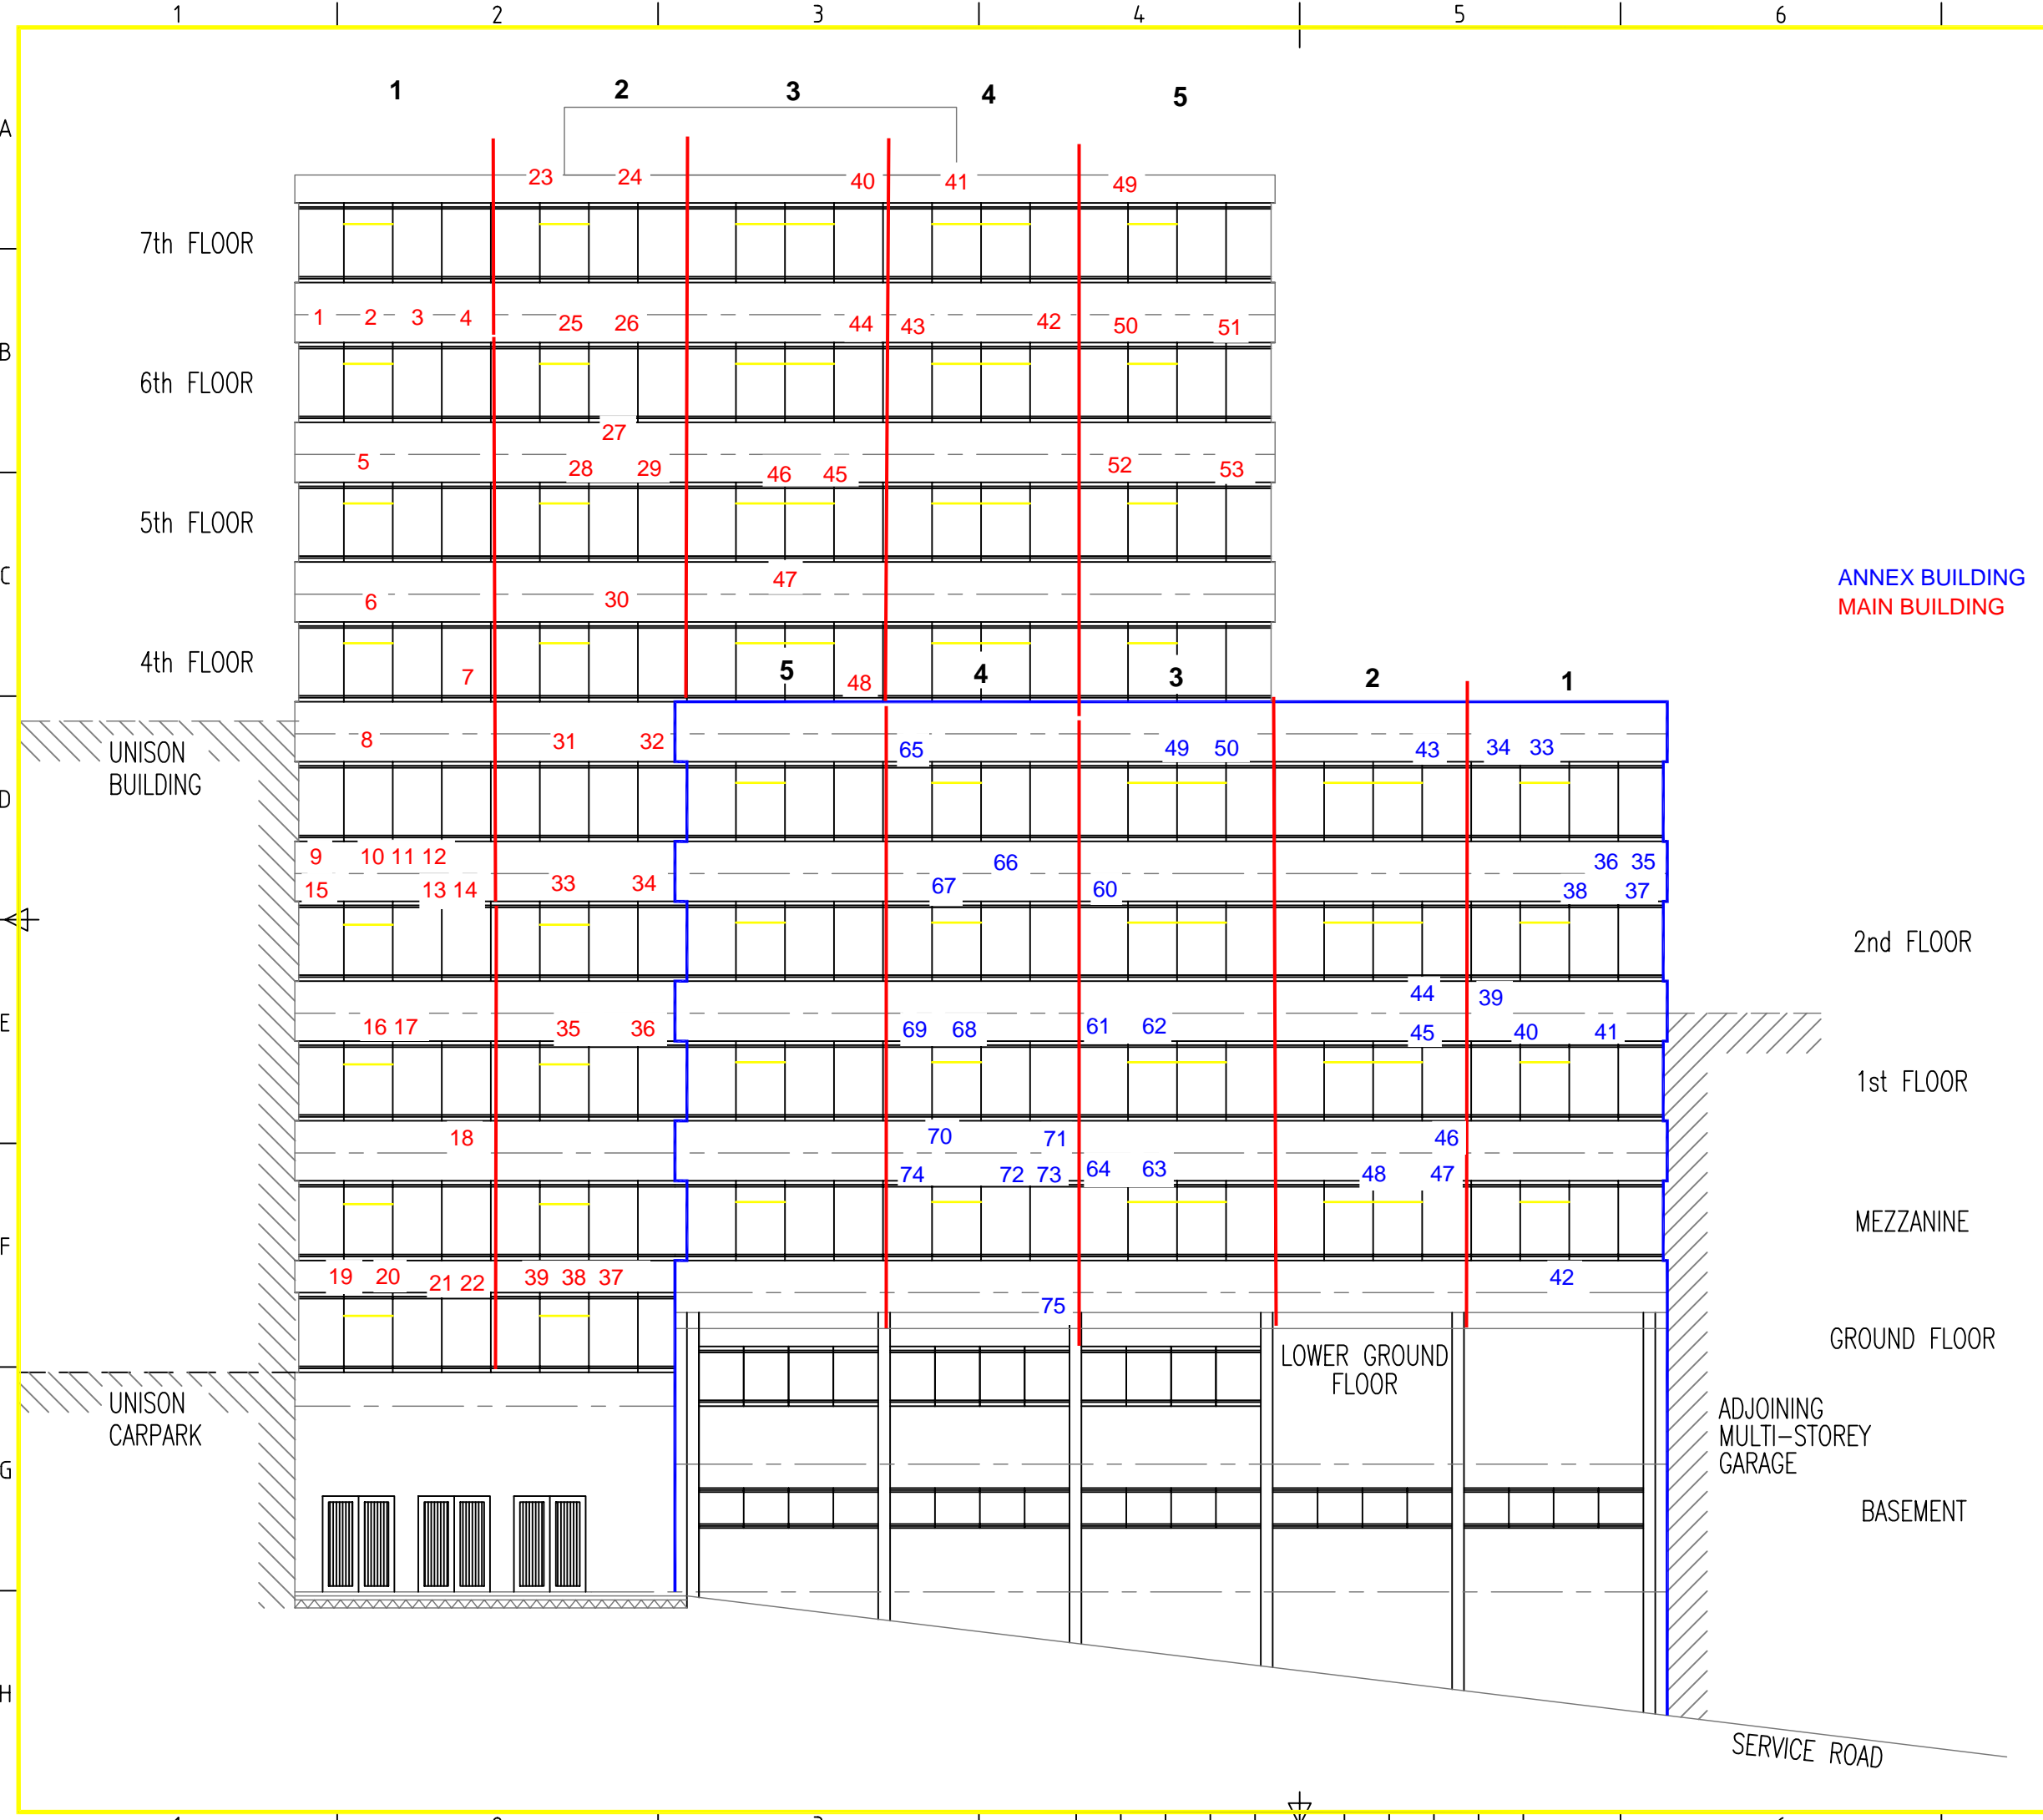 1 2 3 4 5 6
1 2 3 4 5
A
23 24 40 41 49
7th FLOOR
1 2 3 4 25 26 44 43 42 50 51
B
6th FLOOR
27
5 28 29 46 45 52 53
5th FLOOR
C
47
ANNEX BUILDING
6 30
MAIN BUILDING
4th FLOOR
7 48
5 4 3 2 1
8 31 32 65 49 50 43 34 33
UNISON
BUILDING
D
9 10 11 12 66 36 35
15 13 14 33 34 67 60 38 37
2nd FLOOR
44 39
E
16 17 35 36 69 68 61 62 45 40 41
1st FLOOR
18 70 71 46
74 72 73 64 63 48 47
MEZZANINE
F
19 20 21 22 39 38 37 42
75
GROUND FLOOR
LOWER GROUND
FLOOR
UNISON
CARPARK
ADJOINING
MULTI-STOREY
GARAGE
G
BASEMENT
H
SERVICE ROAD